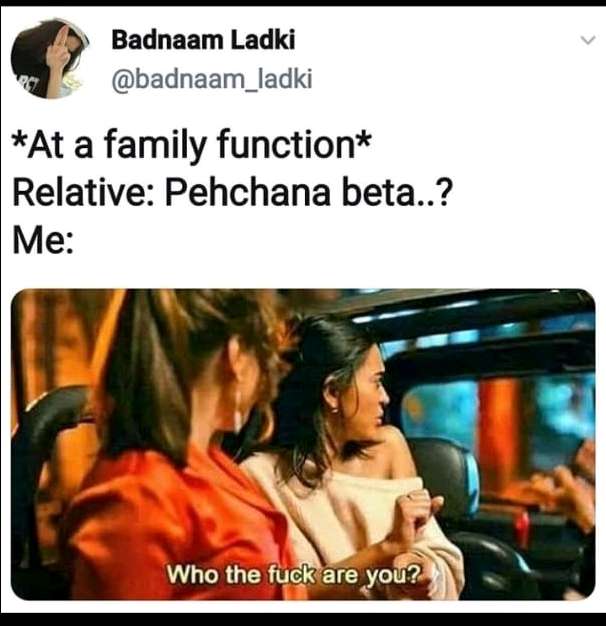 Badnaam Ladki
@badnaam_ladki
*At a family function*
Relative: Pehchana beta..?
Me:
Who the fuck are you?